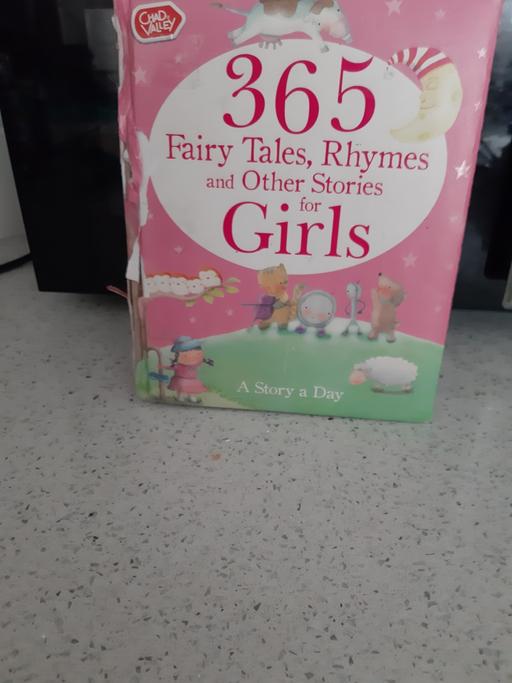 CHAD
VALLEY
365
Fairy Tales, Rhymes
and Other Stories
for
Girls
A Story a Day